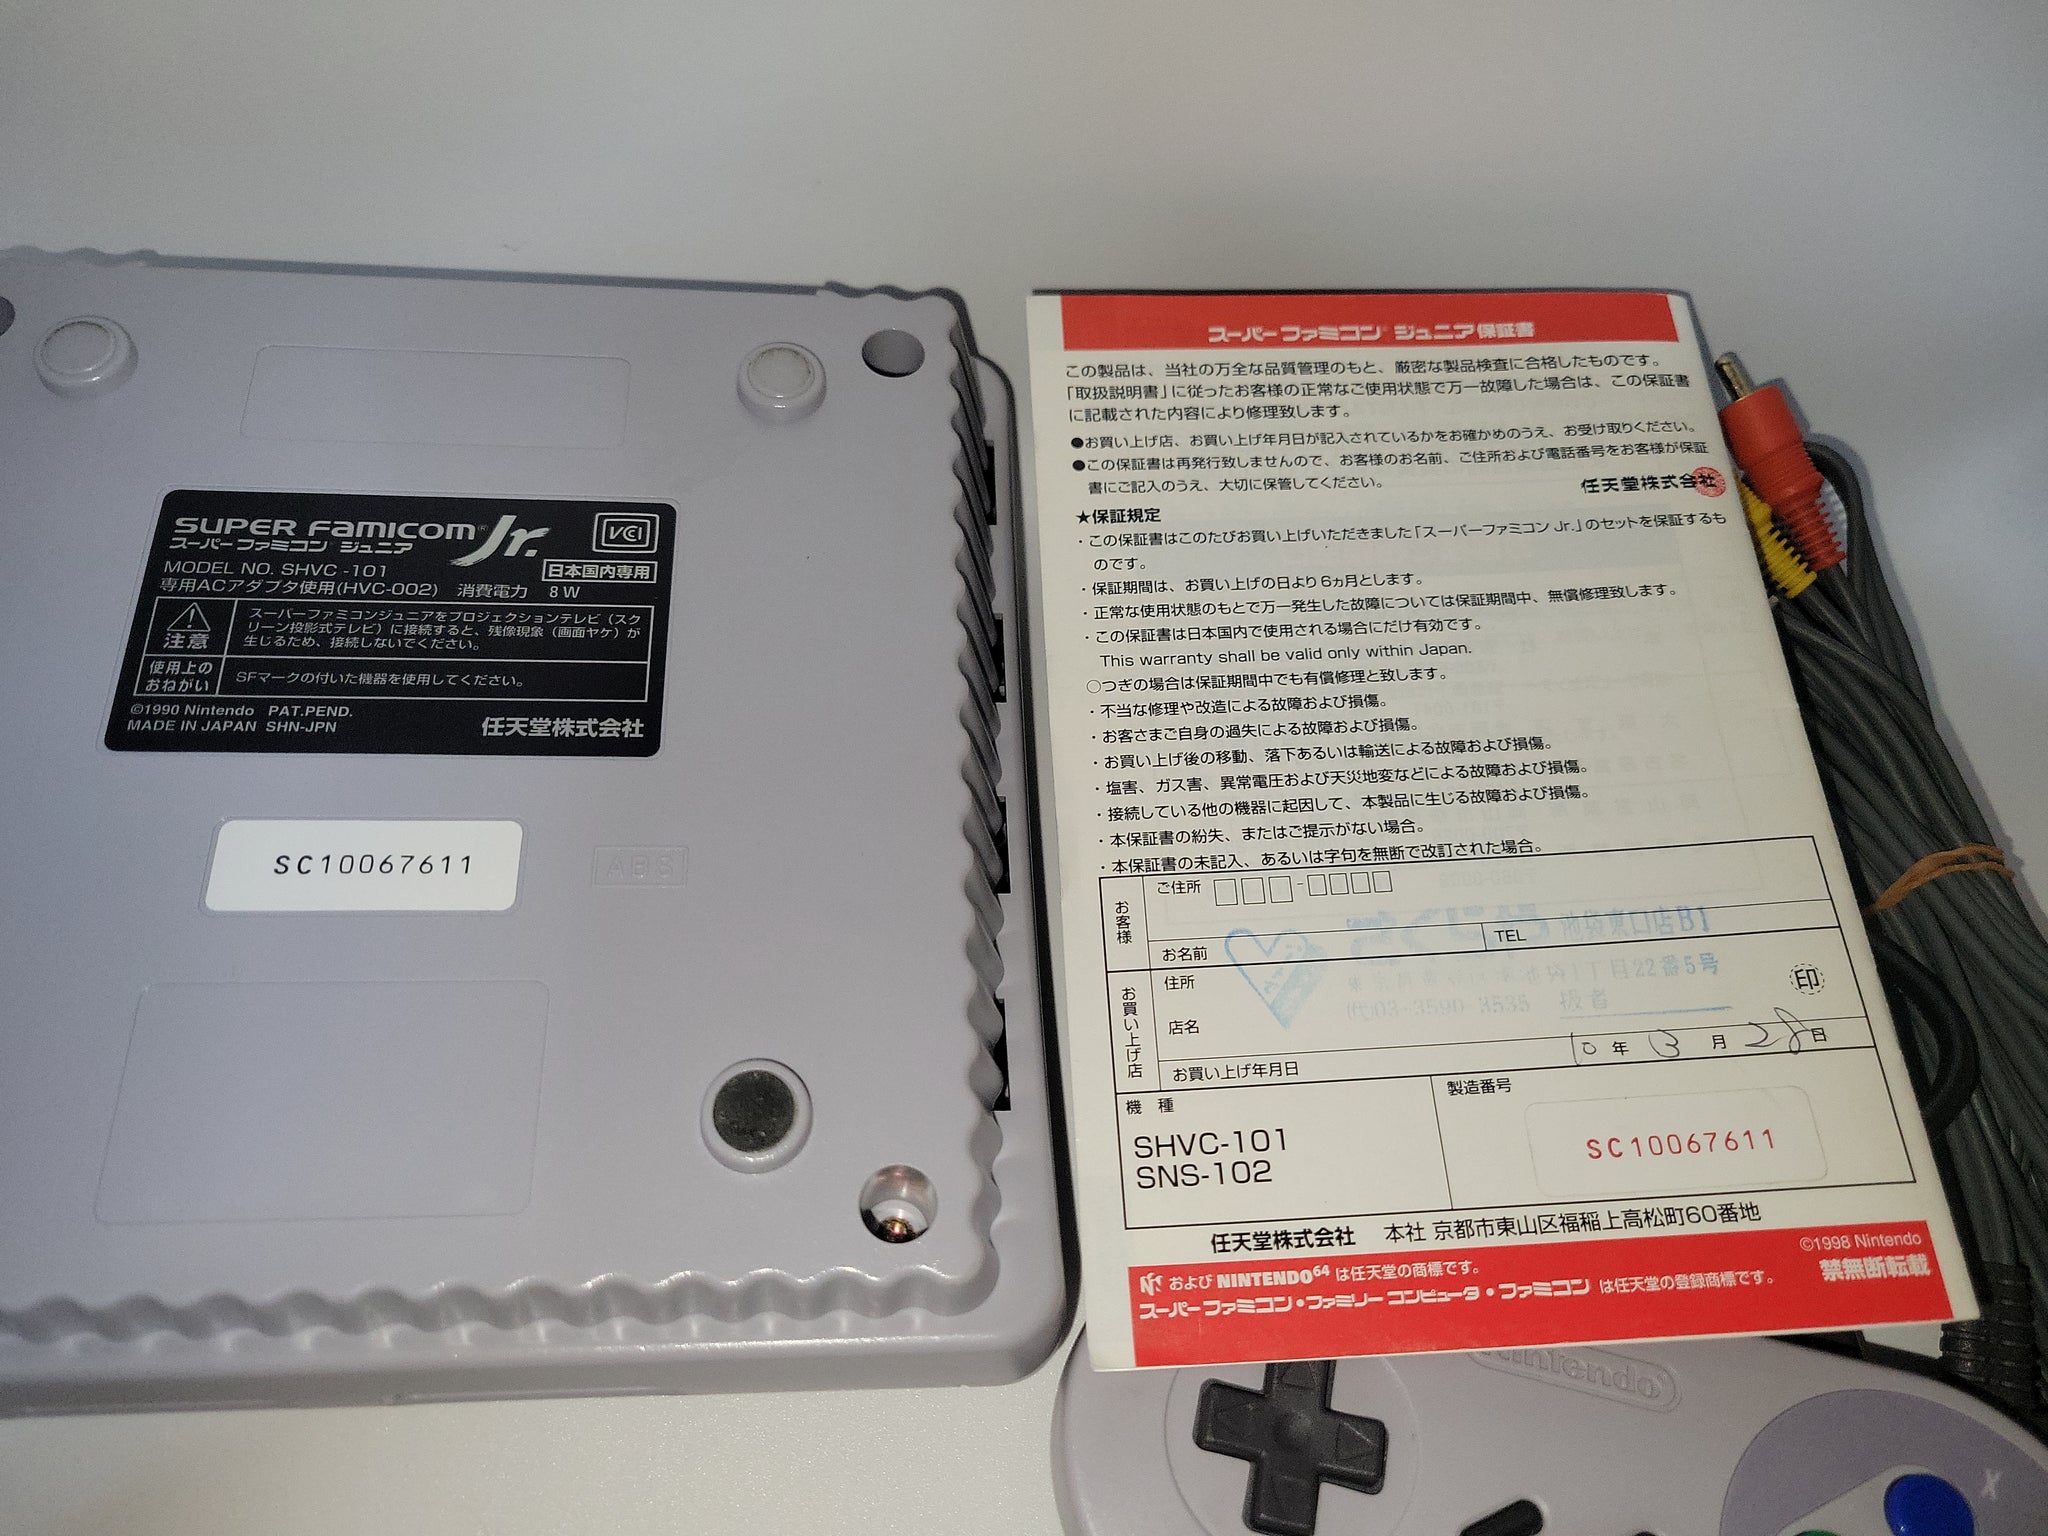 SUPER FAMICOM® Jr.
スーパーファミコン® ジュニア
VCI
MODEL NO. SHVC -101
日本国内専用
専用ACアダプタ使用(HVC-002) 消費電力 8W
注意
スーパーファミコンジュニアをプロジェクションテレビ(スク
リーン投影式テレビ)に接続すると、残像現象(画面ヤケ)が
生じるため、接続しないでください。
使用上の
おねがい
SFマークの付いた機器を使用してください。
©1990 Nintendo PAT.PEND.
MADE IN JAPAN SHN-JPN
任天堂株式会社
SC10067611
ABS
スーパーファミコン® ジュニア保証書
この製品は、当社の万全な品質管理のもと、厳密な製品検査に合格したものです。
「取扱説明書」に従ったお客様の正常なご使用状態で万一故障した場合は、この保証書
に記載された内容により修理致します。
●お買い上げ店、お買い上げ年月日が記入されているかをお確かめのうえ、お受け取りください。
●この保証書は再発行致しませんので、お客様のお名前、ご住所および電話番号をお客様が保証
書にご記入のうえ、大切に保管してください。
任天堂株式会社
★保証規定
・この保証書はこのたびお買い上げいただきました「スーパーファミコン Jr.」のセットを保証するも
のです。
・保証期間は、お買い上げの日より6ヵ月とします。
・正常な使用状態のもとで万一発生した故障については保証期間中、無償修理致します。
・この保証書は日本国内で使用される場合にだけ有効です。
This warranty shall be valid only within Japan.
○つぎの場合は保証期間中でも有償修理と致します。
・不当な修理や改造による故障および損傷。
・お客さまご自身の過失による故障および損傷。
・お買い上げ後の移動、落下あるいは輸送による故障および損傷。
・塩害、ガス害、異常電圧および天災地変などによる故障および損傷。
・接続している他の機器に起因して、本製品に生じる故障および損傷。
・本保証書の紛失、またはご提示がない場合。
・本保証書の未記入、あるいは字句を無断で改訂された場合。
お客様
ご住所
お名前
TEL
池袋東口店B1
1丁目22番5号
代03-3590-3535 扱者
お買い上げ店
住所
印
店名
お買い上げ年月日
10年3月28日
機種
SHVC-101
SNS-102
製造番号
SC10067611
任天堂株式会社 本社 京都市東山区福稲上高松町60番地
©1998 Nintendo
および NINTENDO64 は任天堂の商標です。
禁無断転載
スーパーファミコン・ファミリーコンピュータ・ファミコン は任天堂の登録商標です。
Nintendo
X